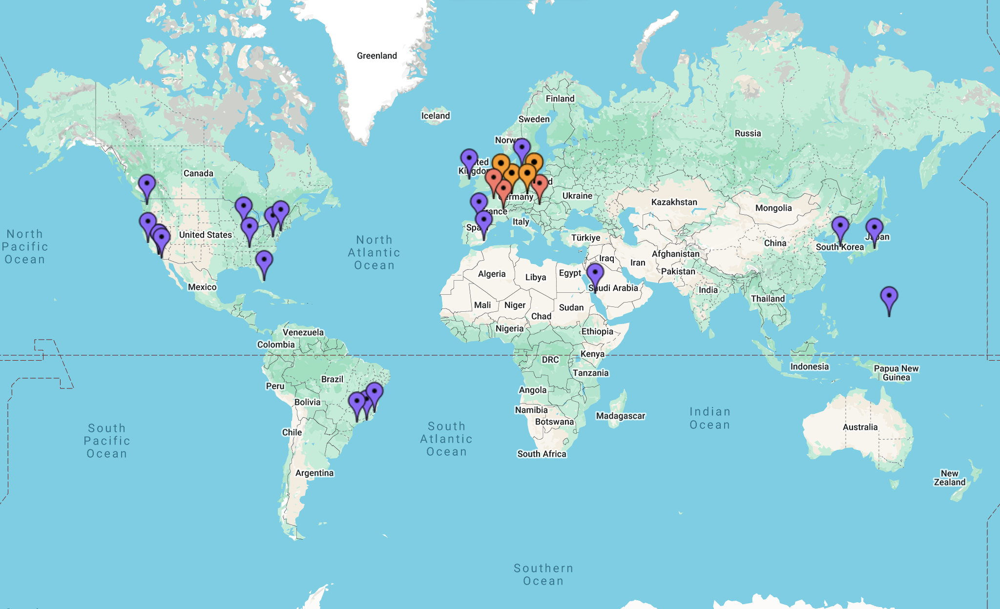 Greenland
Iceland
Finland
Sweden
Russia
Canada
Ukraine
Kazakhstan
Mongolia
Italy
North
Pacific
Ocean
United States
North
Atlantic
Ocean
Türkiye
China
Japan
South Korea
Afghanistan
Iraq
Iran
Pakistan
Algeria
Libya
Egypt
Saudi Arabia
India
Mexico
Thailand
Mali
Niger
Sudan
Chad
Nigeria
Ethiopia
Venezuela
Colombia
Kenya
DRC
Indonesia
Papua New
Guinea
Tanzania
Brazil
Peru
Angola
Bolivia
Namibia
Botswana
Madagascar
Indian
Ocean
Australia
Chile
South
Pacific
Ocean
South
Atlantic
Ocean
South Africa
Argentina
New
Zealand
Southern
Ocean